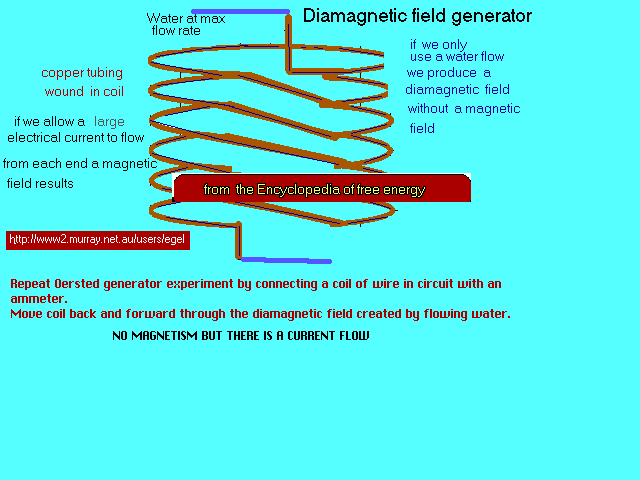 Diamagnetic field generator
Water at max
flow rate
if we only
use a water flow
we produce a
diamagnetic field
without a magnetic
field
copper tubing
wound in coil
if we allow a large
electrical current to flow
from each end a magnetic
field results
from the Encyclopedia of free energy
http://www2.murray.net.au/users/egel
Repeat Oersted generator experiment by connecting a coil of wire in circuit with an
ammeter.
Move coil back and forward through the diamagnetic field created by flowing water.
NO MAGNETISM BUT THERE IS A CURRENT FLOW